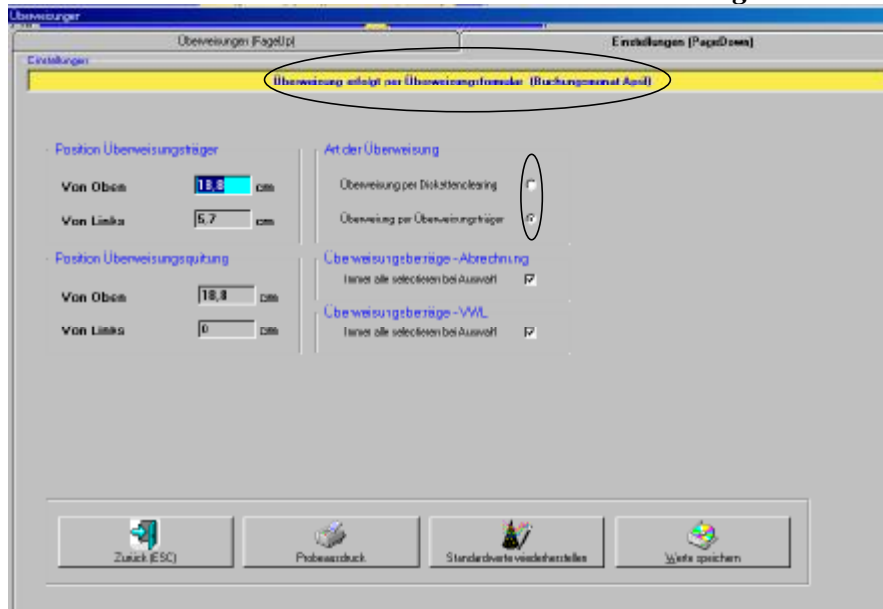 Überweisungen
Überweisungen (PageUp)
Einstellungen (PageDown)
Einstellungen
Überweisung erfolgt per Überweisungsformular (Buchungsmonat April)
Position Überweisungsträger
Von Oben 18,8 cm
Von Links 5,7 cm
Art der Überweisung
Überweisung per Diskettenclearing
Überweisung per Überweisungsträger
Position Überweisungsquittung
Von Oben 18,8 cm
Von Links 0 cm
Überweisungsbeträge - Abrechnung
Immer alle selectieren bei Auswahl
Überweisungsbeträge - VWL
Immer alle selectieren bei Auswahl
Zurück (ESC)
Probeausdruck
Standardwerte wiederherstellen
Werte speichern